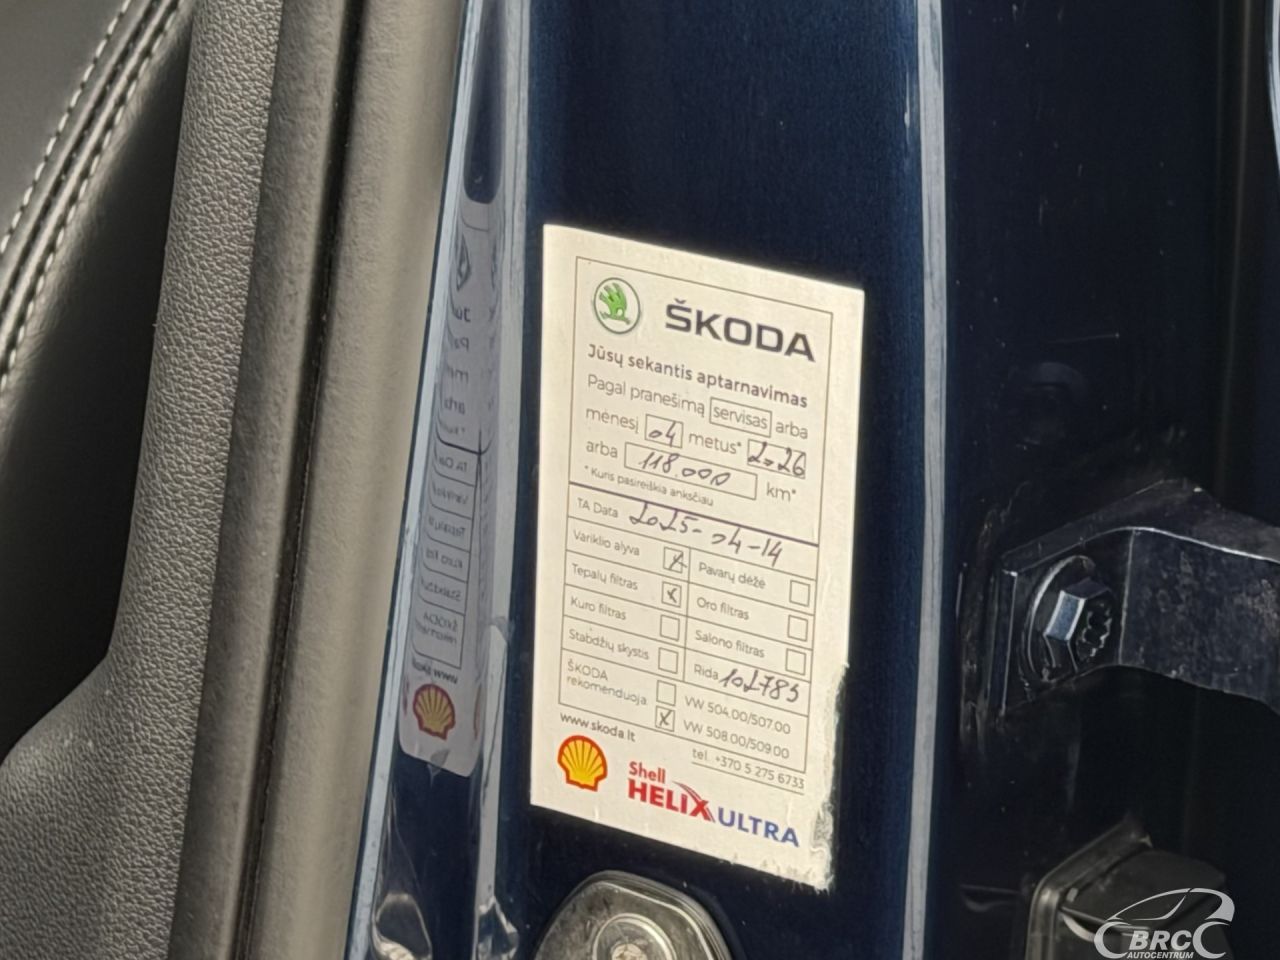 ŠKODA
Jūsų sekantis aptarnavimas
Pagal pranešimą servisas arba
mėnesį 04 metus* 2026
arba 118.000 km*
* Kuris pasireiškia anksčiau
TA Data 2025-04-14
Variklio alyva X Pavarų dėžė
Tepalų filtras X Oro filtras
Kuro filtras Salono filtras
Stabdžių skystis Rida 102785
ŠKODA rekomenduoja VW 504.00/507.00
X VW 508.00/509.00
www.skoda.lt tel. +370 5 275 6733
Shell
HELIX ULTRA
BRC
AUTOCENTRUM